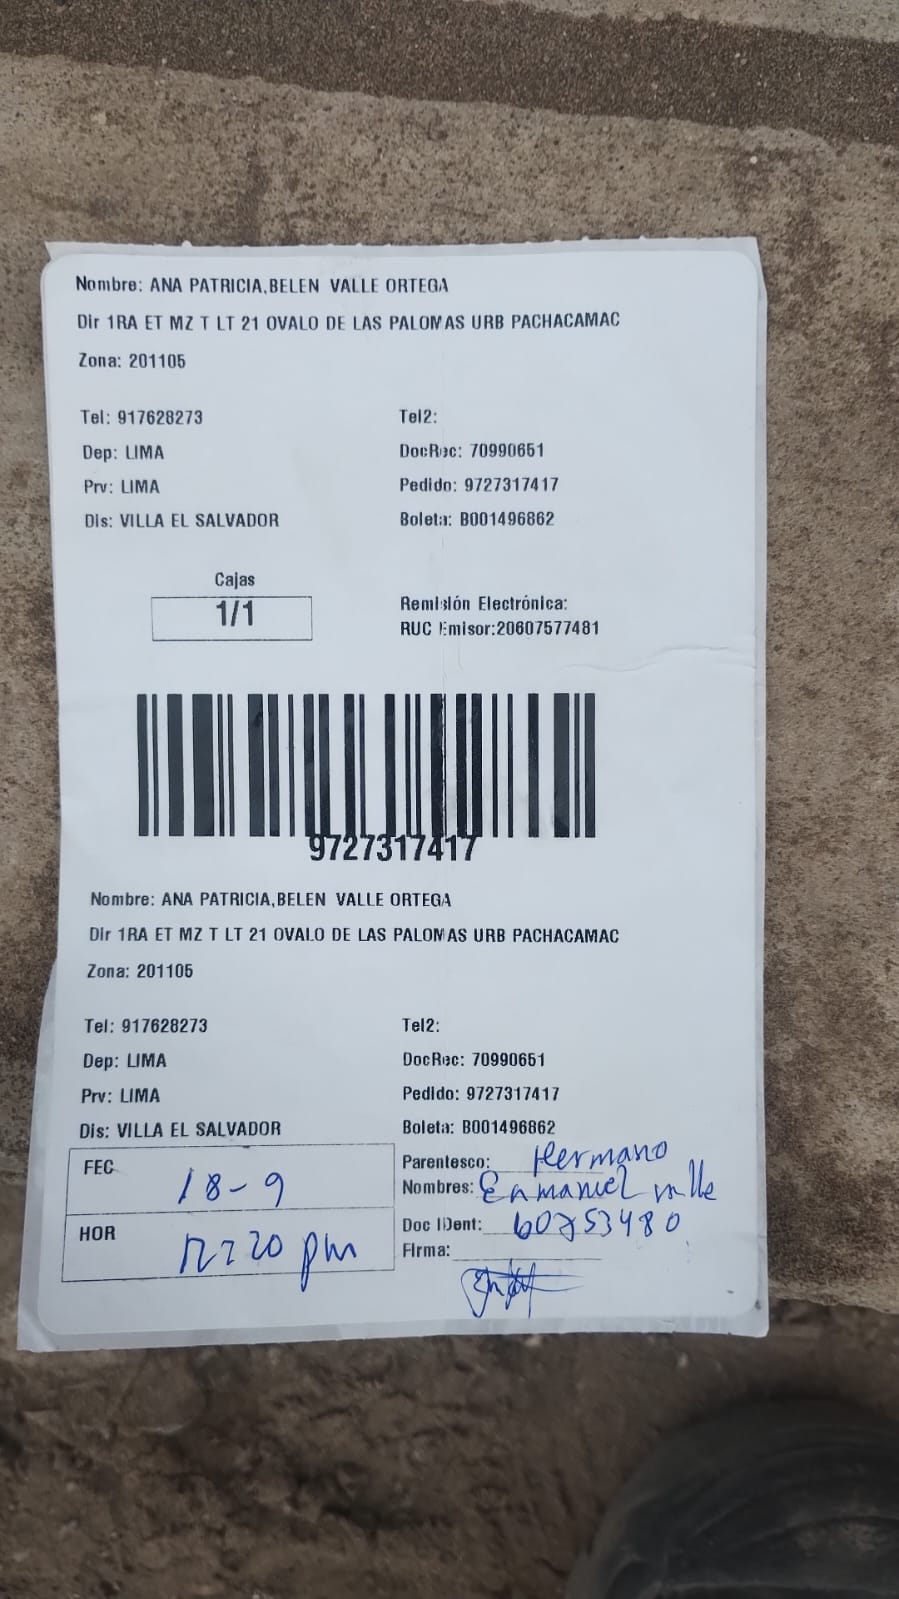 Nombre: ANA PATRICIA,BELEN VALLE ORTEGA
Dir 1RA ET MZ T LT 21 OVALO DE LAS PALOMAS URB PACHACAMAC
Zona: 201105
Tel: 917628273 Tel2:
Dep: LIMA DocRec: 70990651
Prv: LIMA Pedido: 9727317417
Dis: VILLA EL SALVADOR Boleta: B001496862
Cajas
1/1
Remisión Electrónica:
RUC Emisor:20607577481
9727317417
Nombre: ANA PATRICIA,BELEN VALLE ORTEGA
Dir 1RA ET MZ T LT 21 OVALO DE LAS PALOMAS URB PACHACAMAC
Zona: 201105
Tel: 917628273 Tel2:
Dep: LIMA DocRec: 70990651
Prv: LIMA Pedido: 9727317417
Dis: VILLA EL SALVADOR Boleta: B001496862
FEC 18-9 Parentesco: Hermano
Nombres: Enmanuel valle
HOR 12:20 pm Doc IDent: 60753480
Firma: